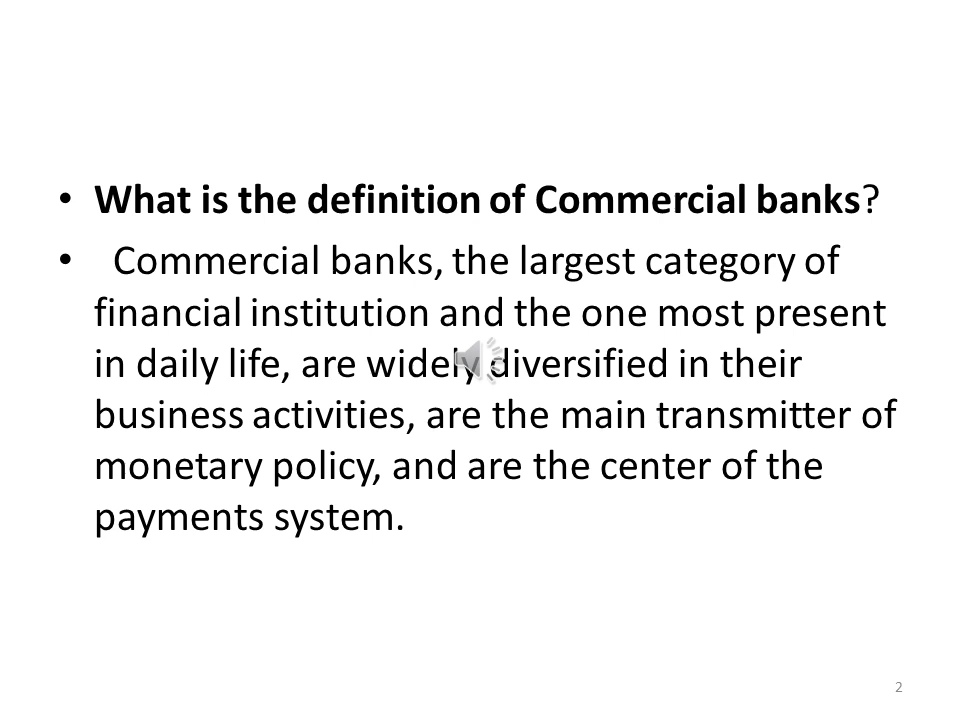 • What is the definition of Commercial banks?
• Commercial banks, the largest category of
financial institution and the one most present
in daily life, are widely diversified in their
business activities, are the main transmitter of
monetary policy, and are the center of the
payments system.
2